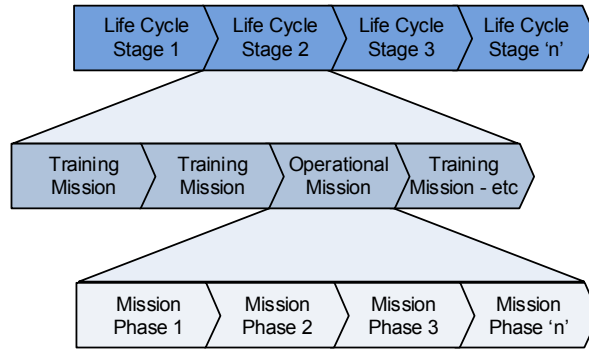 Life Cycle
Stage 1
Life Cycle
Stage 2
Life Cycle
Stage 3
Life Cycle
Stage ‘n’
Training
Mission
Training
Mission
Operational
Mission
Training
Mission - etc
Mission
Phase 1
Mission
Phase 2
Mission
Phase 3
Mission
Phase ‘n’